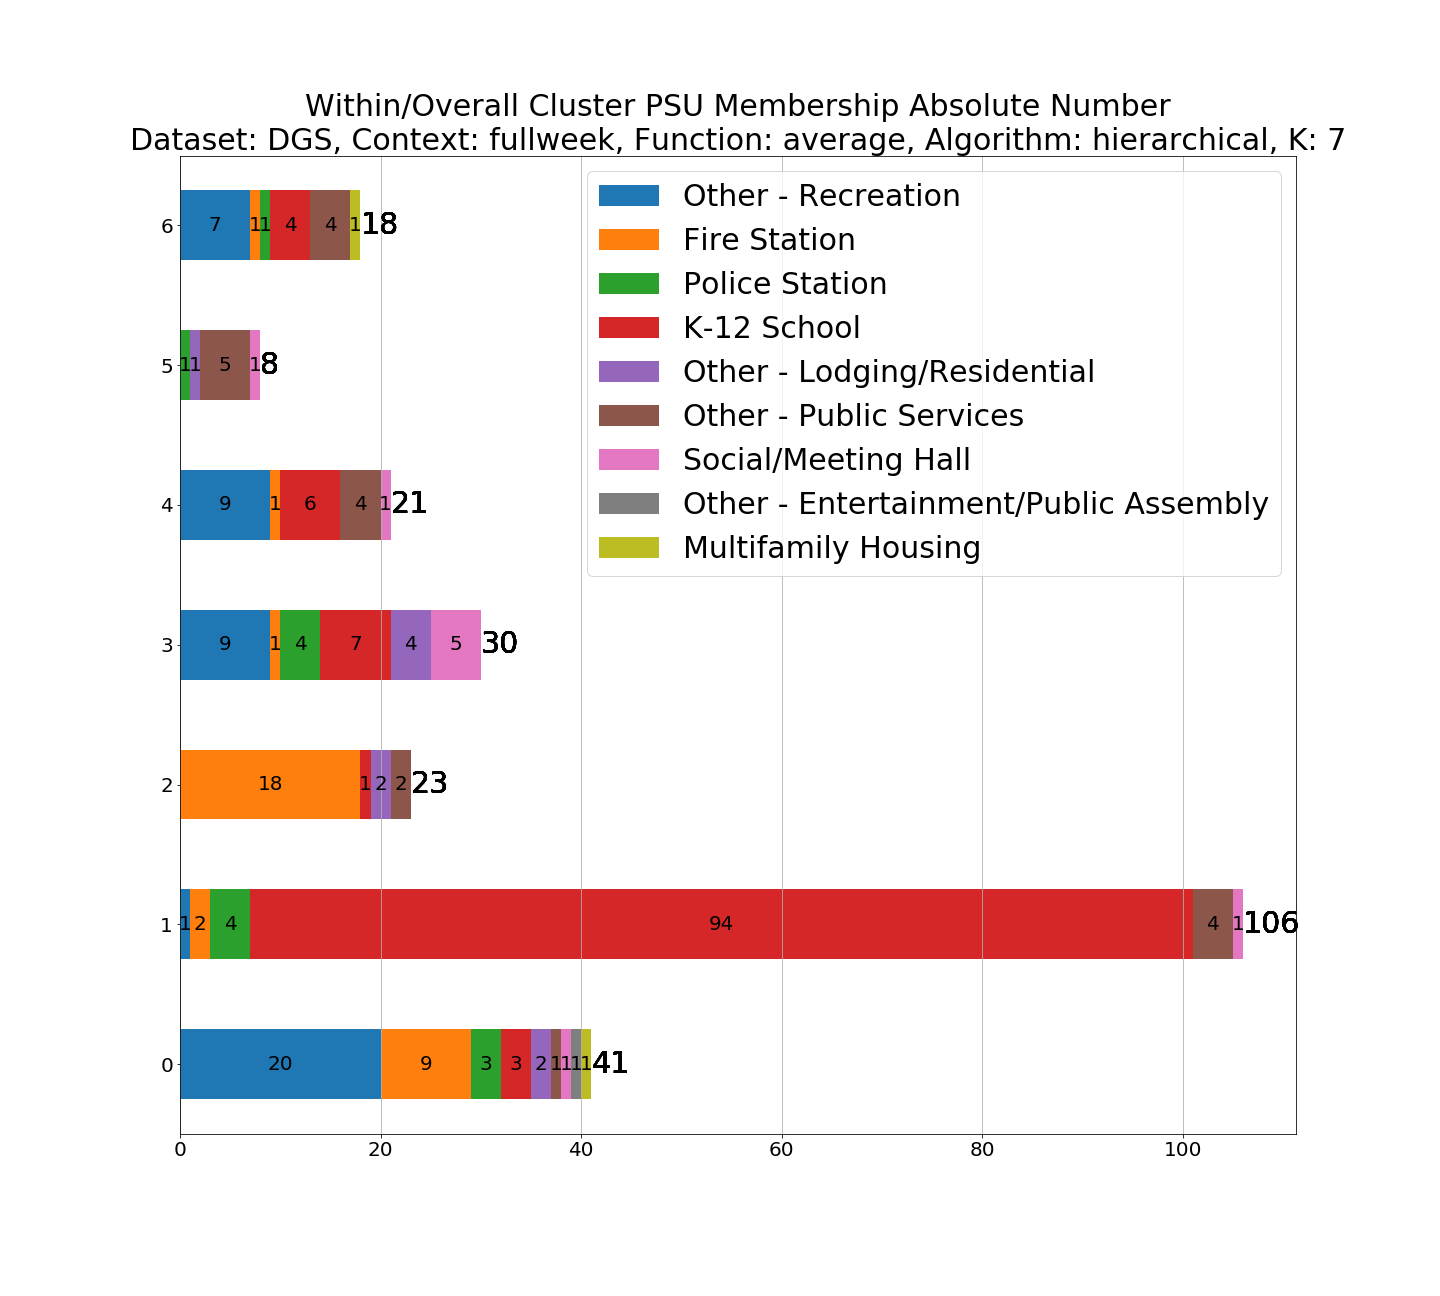 Within/Overall Cluster PSU Membership Absolute Number
Dataset: DGS, Context: fullweek, Function: average, Algorithm: hierarchical, K: 7
Other - Recreation
Fire Station
Police Station
K-12 School
Other - Lodging/Residential
Other - Public Services
Social/Meeting Hall
Other - Entertainment/Public Assembly
Multifamily Housing
6 7 1 1 4 4 1 18
5 1 1 5 1 8
4 9 1 6 4 1 21
3 9 1 4 7 4 5 30
2 18 1 2 2 23
1 1 2 4 94 4 1 106
0 20 9 3 3 2 1 1 1 1 41
0 20 40 60 80 100